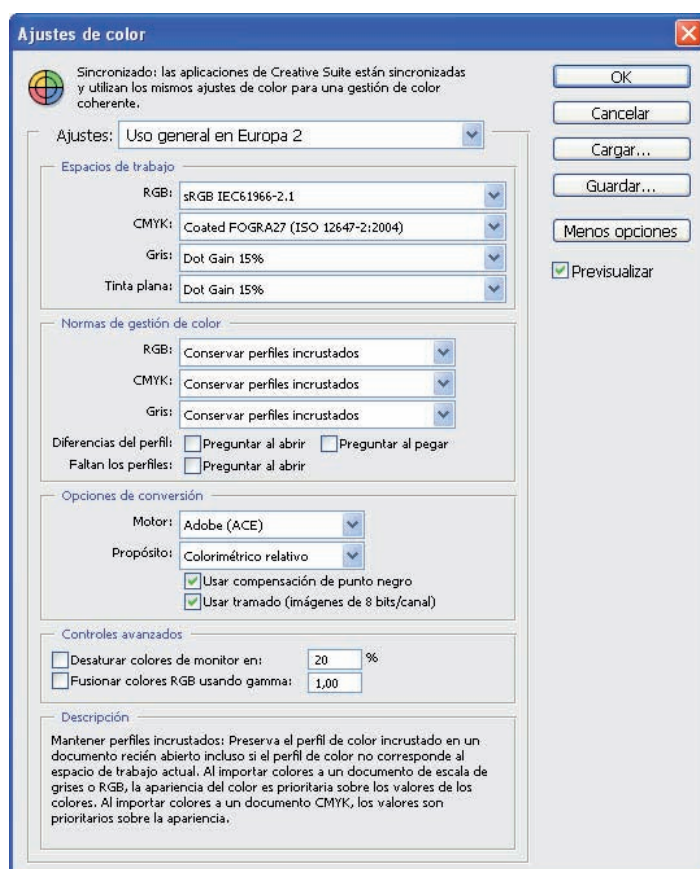 Ajustes de color
Sincronizado: las aplicaciones de Creative Suite están sincronizadas
y utilizan los mismos ajustes de color para una gestión de color
coherente.
Ajustes: Uso general en Europa 2
Espacios de trabajo
RGB: sRGB IEC61966-2.1
CMYK: Coated FOGRA27 (ISO 12647-2:2004)
Gris: Dot Gain 15%
Tinta plana: Dot Gain 15%
Normas de gestión de color
RGB: Conservar perfiles incrustados
CMYK: Conservar perfiles incrustados
Gris: Conservar perfiles incrustados
Diferencias del perfil: Preguntar al abrir Preguntar al pegar
Faltan los perfiles: Preguntar al abrir
Opciones de conversión
Motor: Adobe (ACE)
Propósito: Colorimétrico relativo
Usar compensación de punto negro
Usar tramado (imágenes de 8 bits/canal)
Controles avanzados
Desaturar colores de monitor en: 20 %
Fusionar colores RGB usando gamma: 1,00
Descripción
Mantener perfiles incrustados: Preserva el perfil de color incrustado en un
documento recién abierto incluso si el perfil de color no corresponde al
espacio de trabajo actual. Al importar colores a un documento de escala de
grises o RGB, la apariencia del color es prioritaria sobre los valores de los
colores. Al importar colores a un documento CMYK, los valores son
prioritarios sobre la apariencia.
OK
Cancelar
Cargar...
Guardar...
Menos opciones
Previsualizar